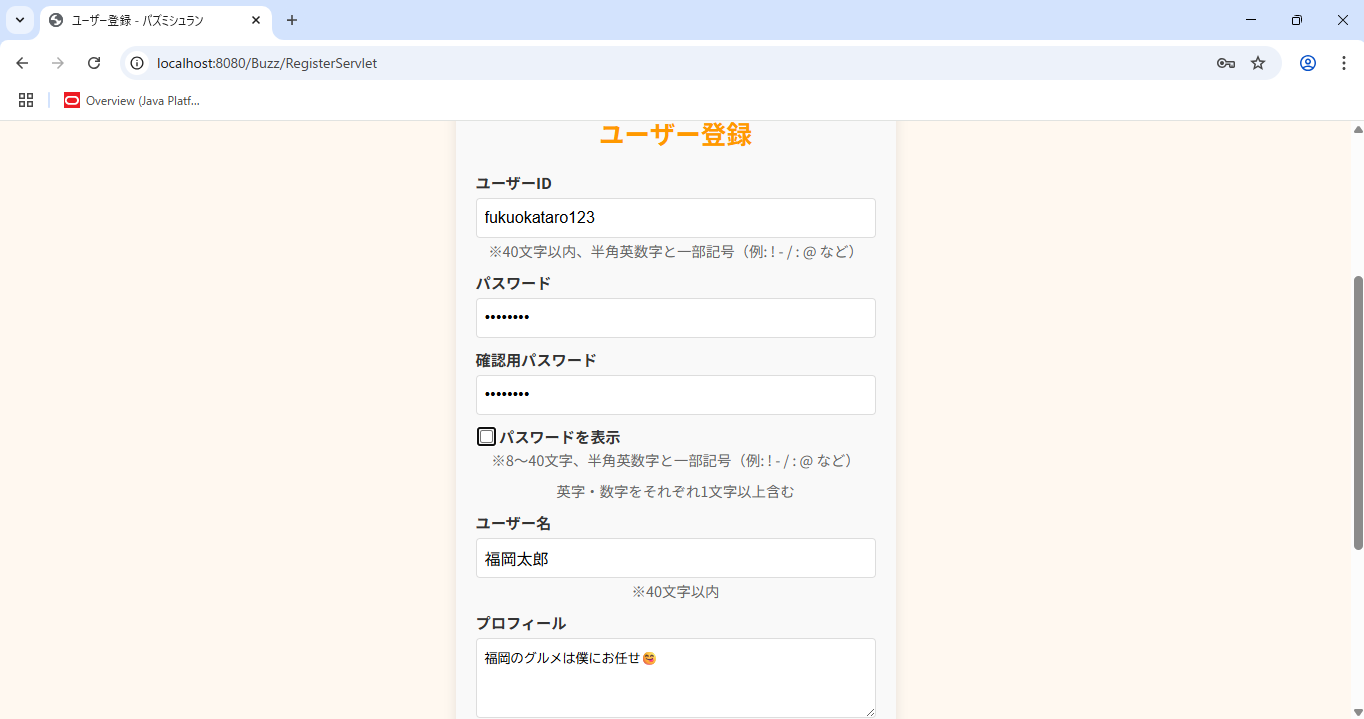 ユーザー登録 - バズミシュラン
localhost:8080/Buzz/RegisterServlet
Overview (Java Platf...
ユーザー登録
ユーザーID
fukuokataro123
※40文字以内、半角英数字と一部記号（例: ! - / : @ など）
パスワード
••••••••
確認用パスワード
••••••••
パスワードを表示
※8～40文字、半角英数字と一部記号（例: ! - / : @ など）
英字・数字をそれぞれ1文字以上含む
ユーザー名
福岡太郎
※40文字以内
プロフィール
福岡のグルメは僕にお任せ🥳